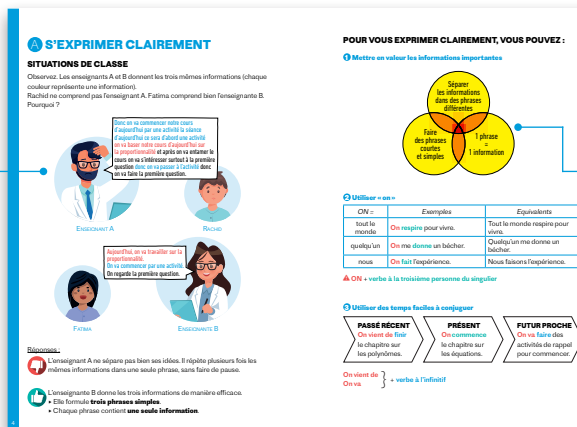 A S'EXPRIMER CLAIREMENT
SITUATIONS DE CLASSE
Observez. Les enseignants A et B donnent les trois mêmes informations (chaque
couleur représente une information).
Rachid ne comprend pas l'enseignant A. Fatima comprend bien l'enseignante B.
Pourquoi ?
Donc on va commencer notre cours
d'aujourd'hui par une activité la séance
d'aujourd'hui ce sera d'abord une activité
on va baser notre cours d'aujourd'hui sur
la proportionnalité et après on va entamer le
cours on va s'intéresser surtout à la première
question donc on va passer à l'activité donc
on va faire la première question.
ENSEIGNANT A
RACHID
Aujourd'hui, on va travailler sur la
proportionnalité.
On va commencer par une activité.
On regarde la première question.
FATIMA
ENSEIGNANTE B
Réponses :
L'enseignant A ne sépare pas bien ses idées. Il répète plusieurs fois les
mêmes informations dans une seule phrase, sans faire de pause.
L'enseignante B donne les trois informations de manière efficace.
• Elle formule trois phrases simples.
• Chaque phrase contient une seule information.
4
POUR VOUS EXPRIMER CLAIREMENT, VOUS POUVEZ :
1 Mettre en valeur les informations importantes
Séparer
les informations
dans des phrases
différentes
Faire
des phrases
courtes
et simples
1 phrase
=
1 information
2 Utiliser « on »
ON = Exemples Equivalents
tout le monde On respire pour vivre. Tout le monde respire pour vivre.
quelqu'un On me donne un bécher. Quelqu'un me donne un bécher.
nous On fait l'expérience. Nous faisons l'expérience.
ON + verbe à la troisième personne du singulier
3 Utiliser des temps faciles à conjuguer
PASSÉ RÉCENT
On vient de finir
le chapitre sur
les polynômes.
PRÉSENT
On commence
le chapitre sur
les équations.
FUTUR PROCHE
On va faire des
activités de rappel
pour commencer.
On vient de
On va
} + verbe à l'infinitif